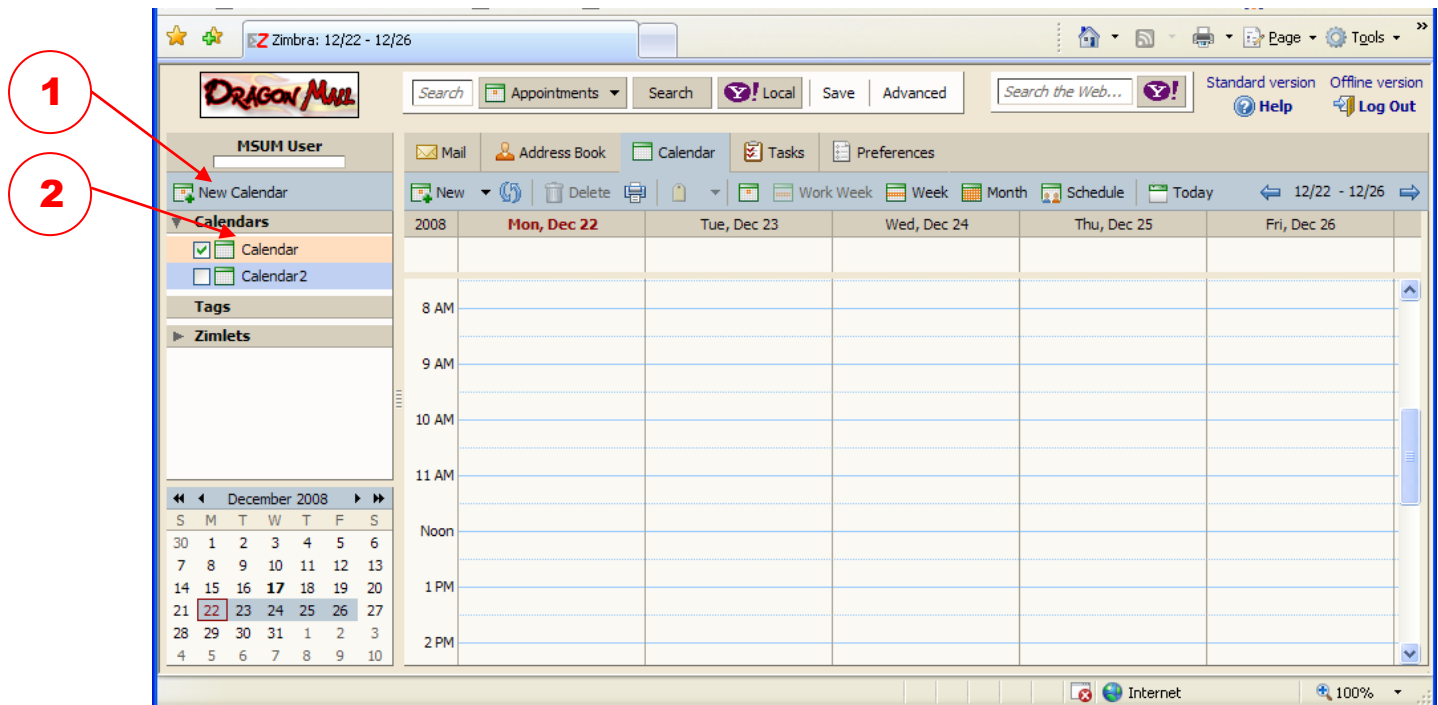 Zimbra: 12/22 - 12/26
Page
Tools
»
1
DRAGON MAIL
Search
Appointments
Search
Y! Local
Save
Advanced
Search the Web...
Y!
Standard version
Offline version
Help
Log Out
MSUM User
Mail
Address Book
Calendar
Tasks
Preferences
2
New Calendar
New
Delete
Work Week
Week
Month
Schedule
Today
12/22 - 12/26
Calendars
Calendar
Calendar2
Tags
Zimlets
2008
Mon, Dec 22
Tue, Dec 23
Wed, Dec 24
Thu, Dec 25
Fri, Dec 26
8 AM
9 AM
10 AM
11 AM
Noon
1 PM
2 PM
December 2008
S M T W T F S
30 1 2 3 4 5 6
7 8 9 10 11 12 13
14 15 16 17 18 19 20
21 22 23 24 25 26 27
28 29 30 31 1 2 3
4 5 6 7 8 9 10
Internet
100%